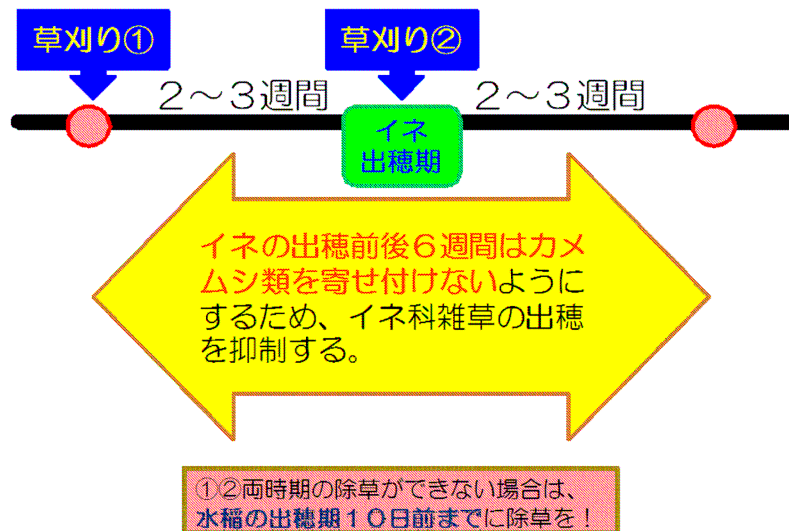 草刈り① 草刈り②
2～3週間 2～3週間
イネ
出穂期
イネの出穂前後6週間はカメ
ムシ類を寄せ付けないように
するため、イネ科雑草の出穂
を抑制する。
①②両時期の除草ができない場合は、
水稲の出穂期10日前までに除草を！